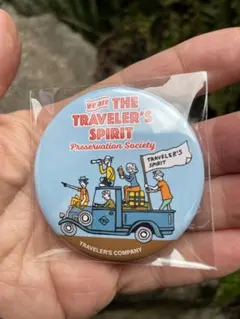 We are THE
TRAVELER'S
SPIRIT
Preservation Society
TRAVELER'S
SPIRIT
TRAVELER'S COMPANY